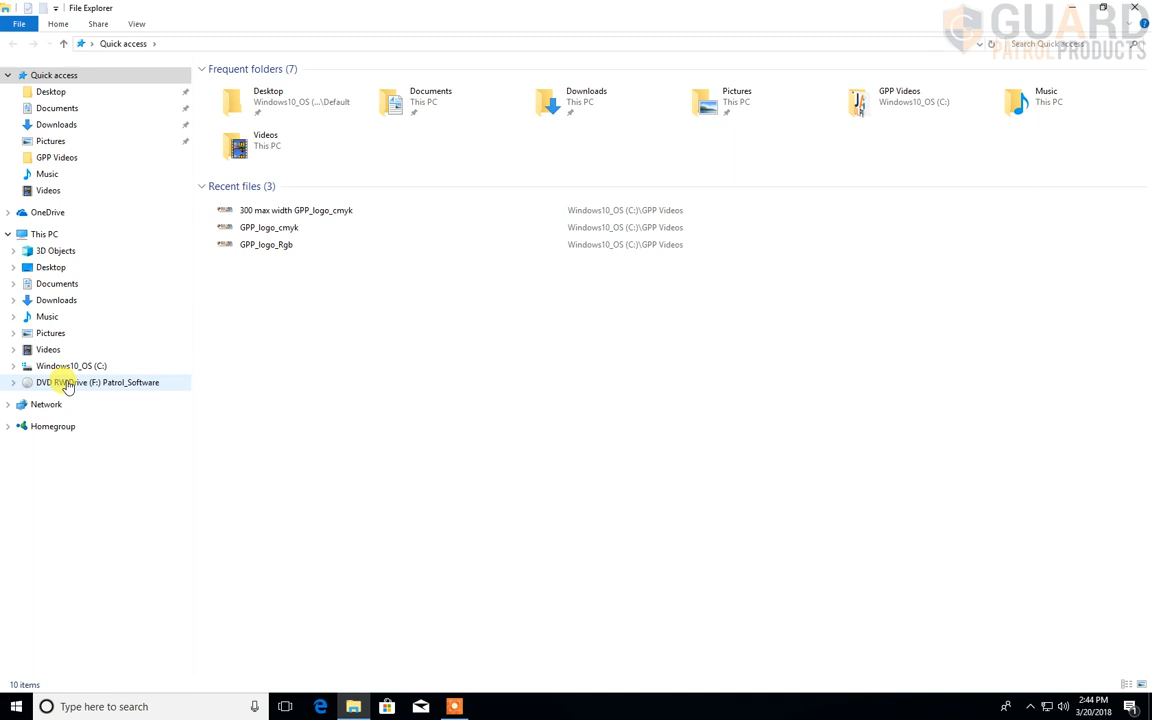 File Explorer
File Home Share View
Quick access
Search Quick access
GUARD
PATROL PRODUCTS
Quick access
Desktop
Documents
Downloads
Pictures
GPP Videos
Music
Videos
OneDrive
This PC
3D Objects
Desktop
Documents
Downloads
Music
Pictures
Videos
Windows10_OS (C:)
DVD RW Drive (F:) Patrol_Software
Network
Homegroup
Frequent folders (7)
Desktop
Windows10_OS (...\Default
Documents
This PC
Downloads
This PC
Pictures
This PC
GPP Videos
Windows10_OS (C:)
Music
This PC
Videos
This PC
Recent files (3)
300 max width GPP_logo_cmyk Windows10_OS (C:)\GPP Videos
GPP_logo_cmyk Windows10_OS (C:)\GPP Videos
GPP_logo_Rgb Windows10_OS (C:)\GPP Videos
10 items
Type here to search
2:44 PM
3/20/2018